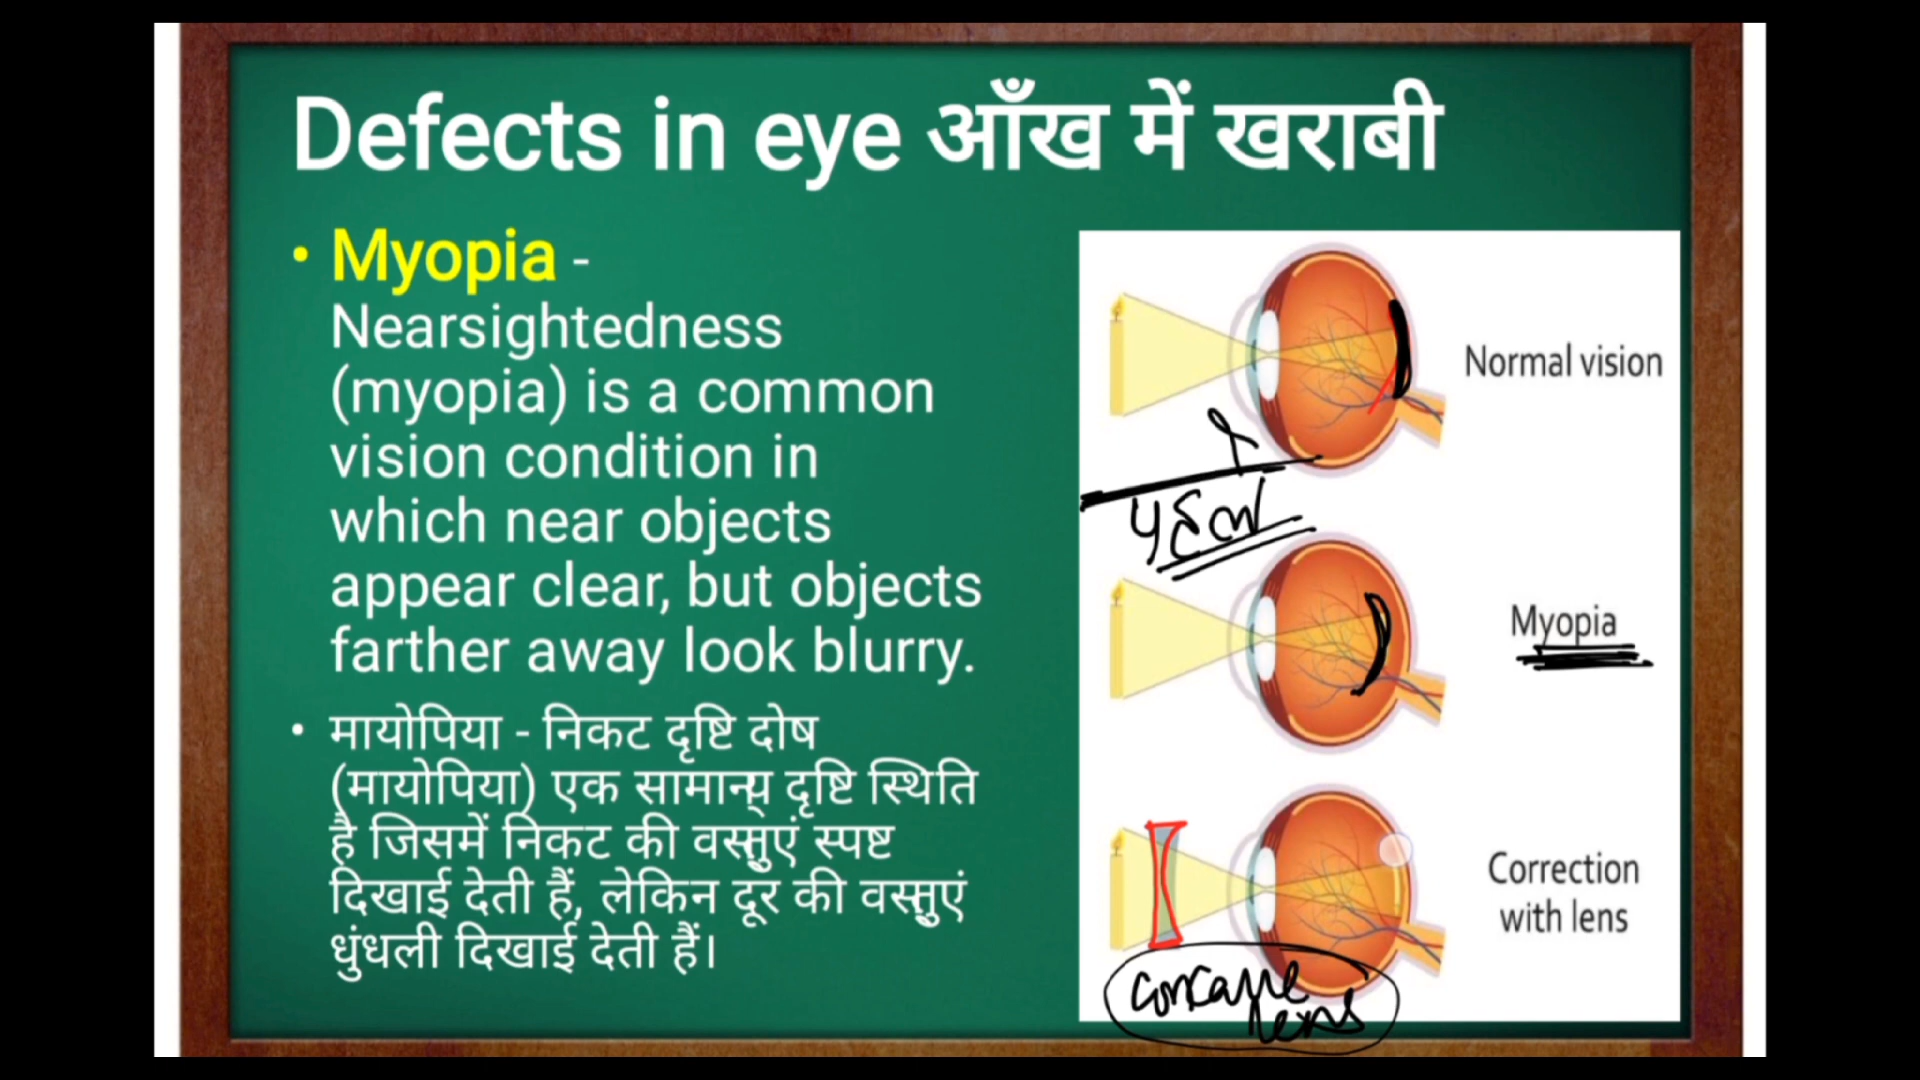 Defects in eye आँख में खराबी
• Myopia -
Nearsightedness
(myopia) is a common
vision condition in
which near objects
appear clear, but objects
farther away look blurry.
• मायोपिया - निकट दृष्टि दोष
(मायोपिया) एक सामान्य दृष्टि स्थिति
है जिसमें निकट की वस्तुएं स्पष्ट
दिखाई देती हैं, लेकिन दूर की वस्तुएं
धुंधली दिखाई देती हैं।
Normal vision
पहले
Myopia
Correction
with lens
concave
lens